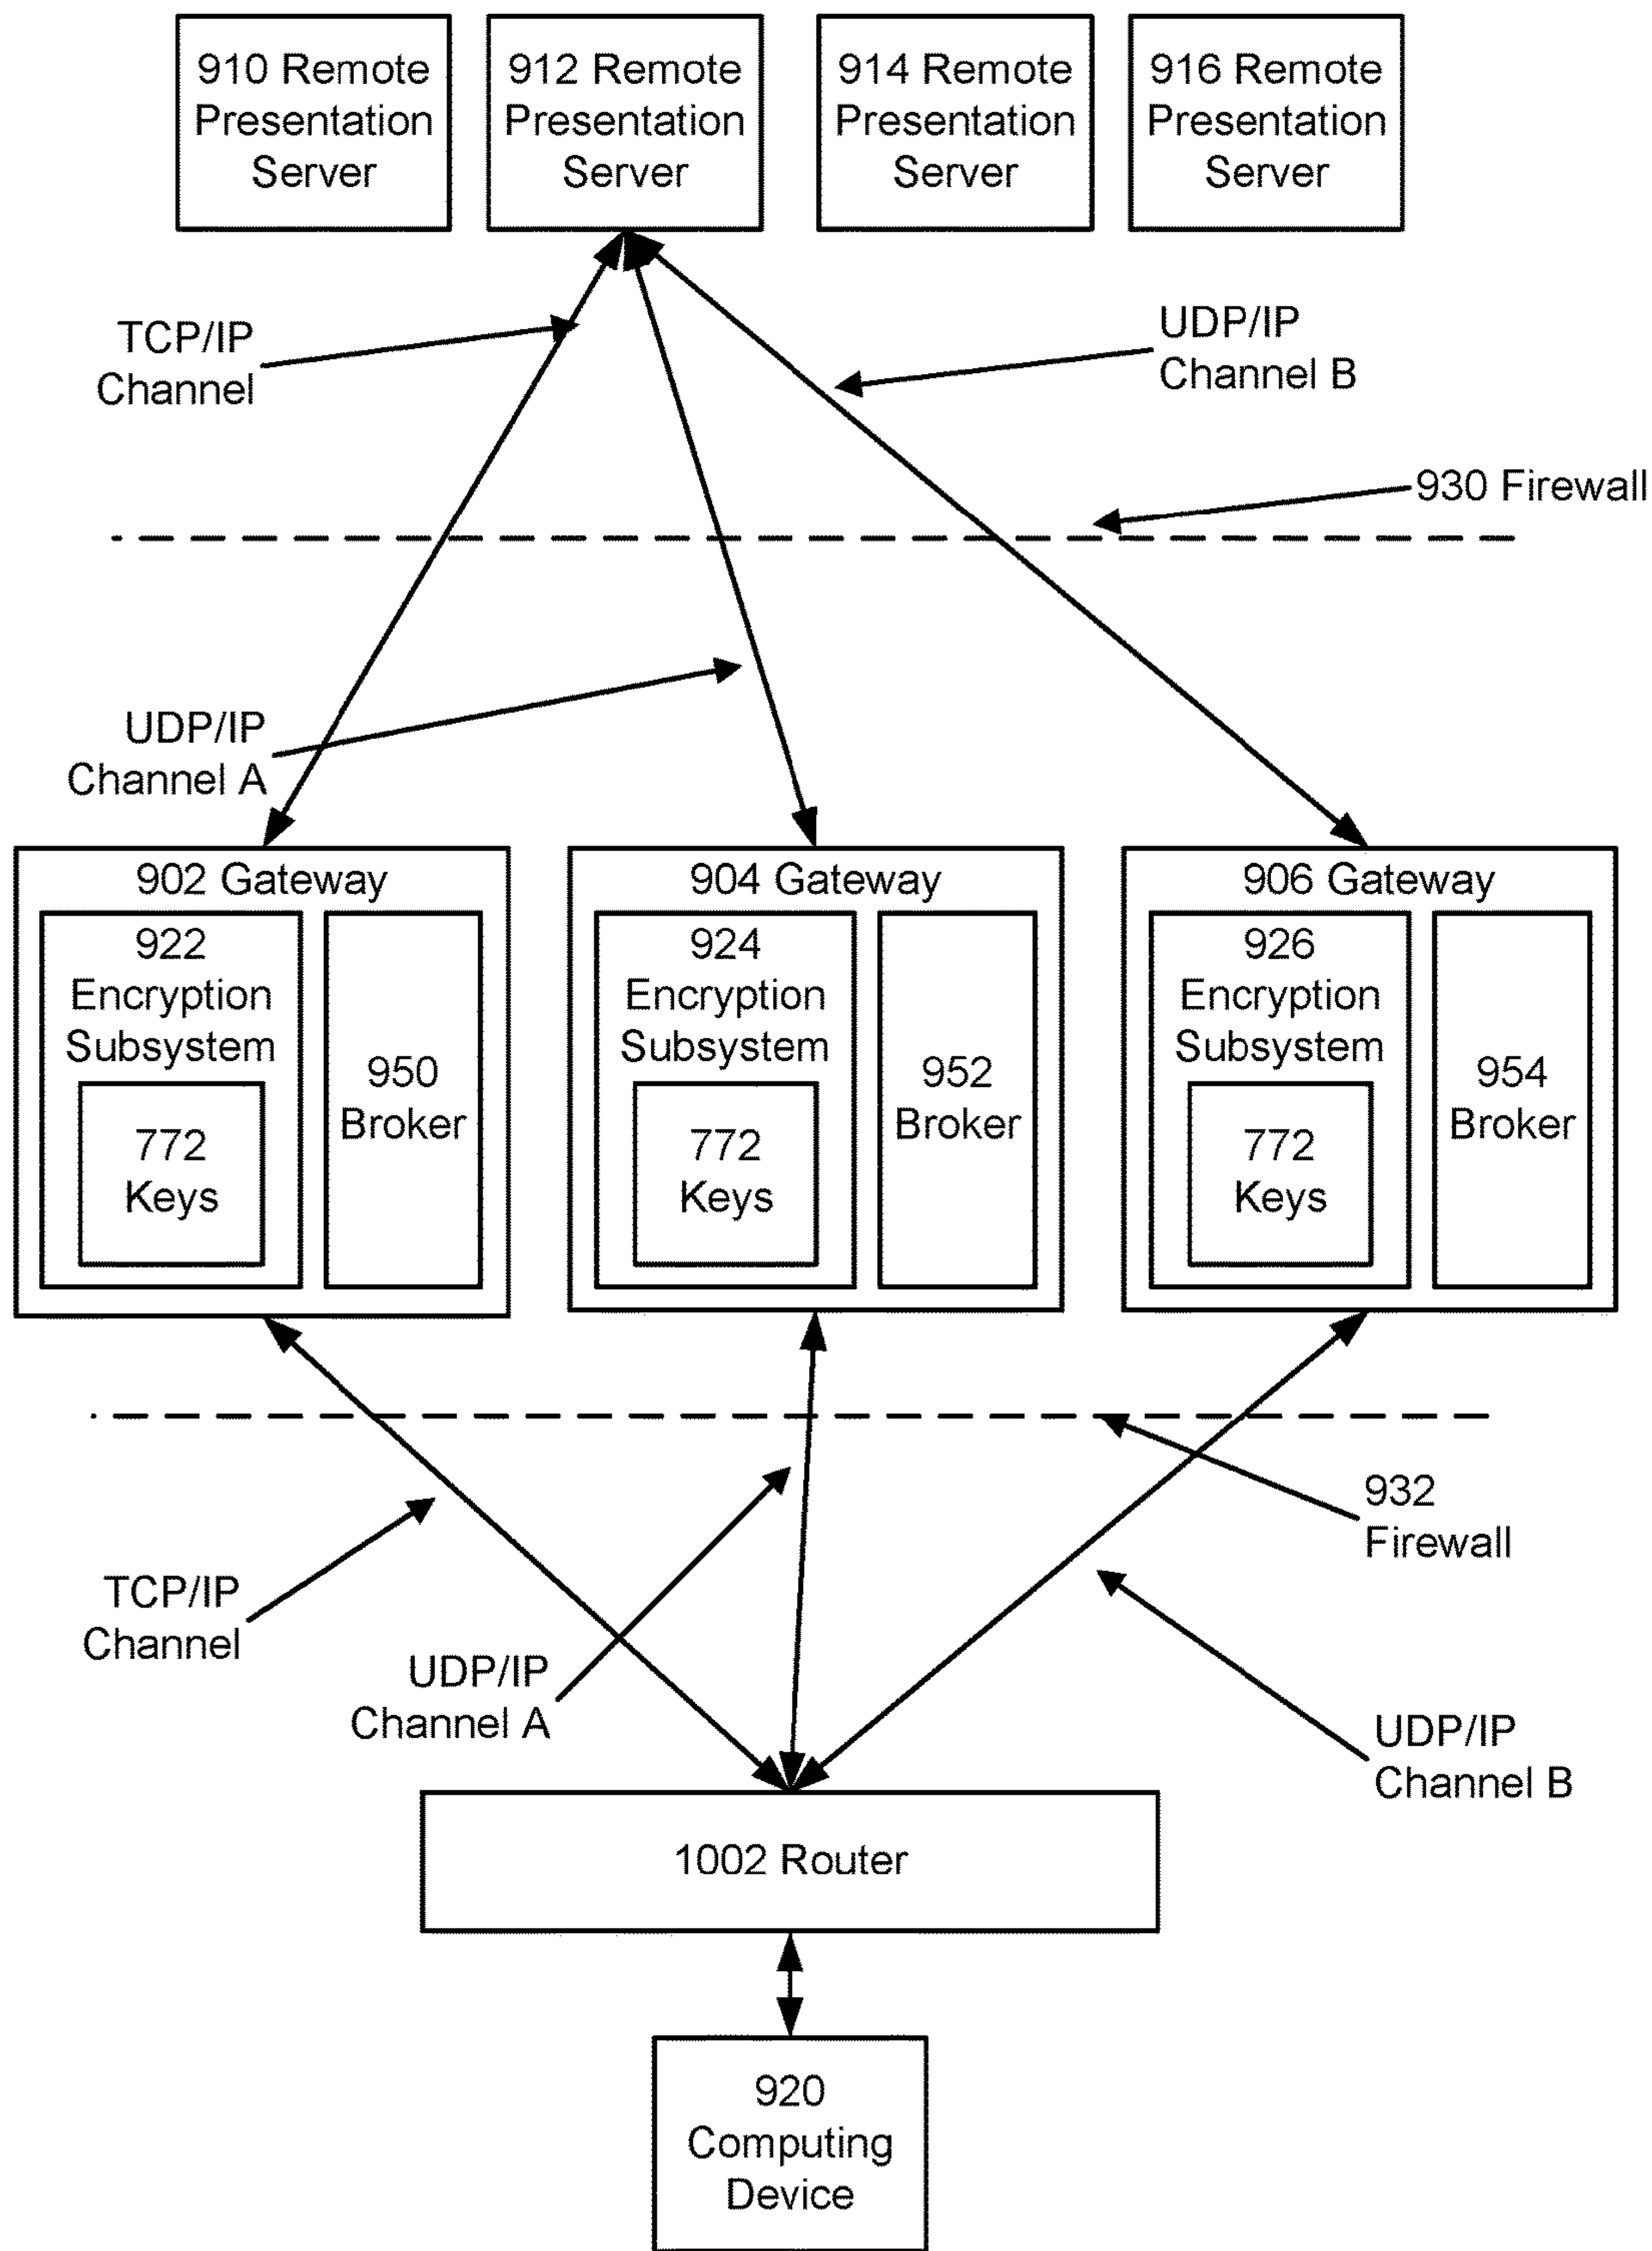 910 Remote
Presentation
Server
912 Remote
Presentation
Server
914 Remote
Presentation
Server
916 Remote
Presentation
Server
TCP/IP
Channel
UDP/IP
Channel B
930 Firewall
UDP/IP
Channel A
902 Gateway
922
Encryption
Subsystem
772
Keys
950
Broker
904 Gateway
924
Encryption
Subsystem
772
Keys
952
Broker
906 Gateway
926
Encryption
Subsystem
772
Keys
954
Broker
932
Firewall
TCP/IP
Channel
UDP/IP
Channel A
UDP/IP
Channel B
1002 Router
920
Computing
Device